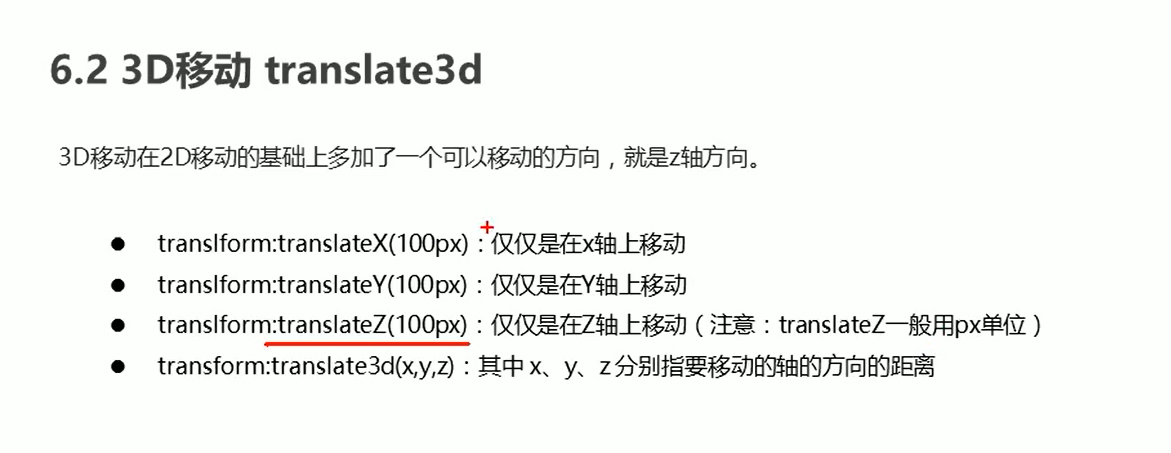 6.2 3D移动 translate3d
3D移动在2D移动的基础上多加了一个可以移动的方向，就是z轴方向。
● translform:translateX(100px)：仅仅是在x轴上移动
● translform:translateY(100px)：仅仅是在Y轴上移动
● translform:translateZ(100px)：仅仅是在Z轴上移动（注意：translateZ一般用px单位）
● transform:translate3d(x,y,z)：其中 x、y、z 分别指要移动的轴的方向的距离